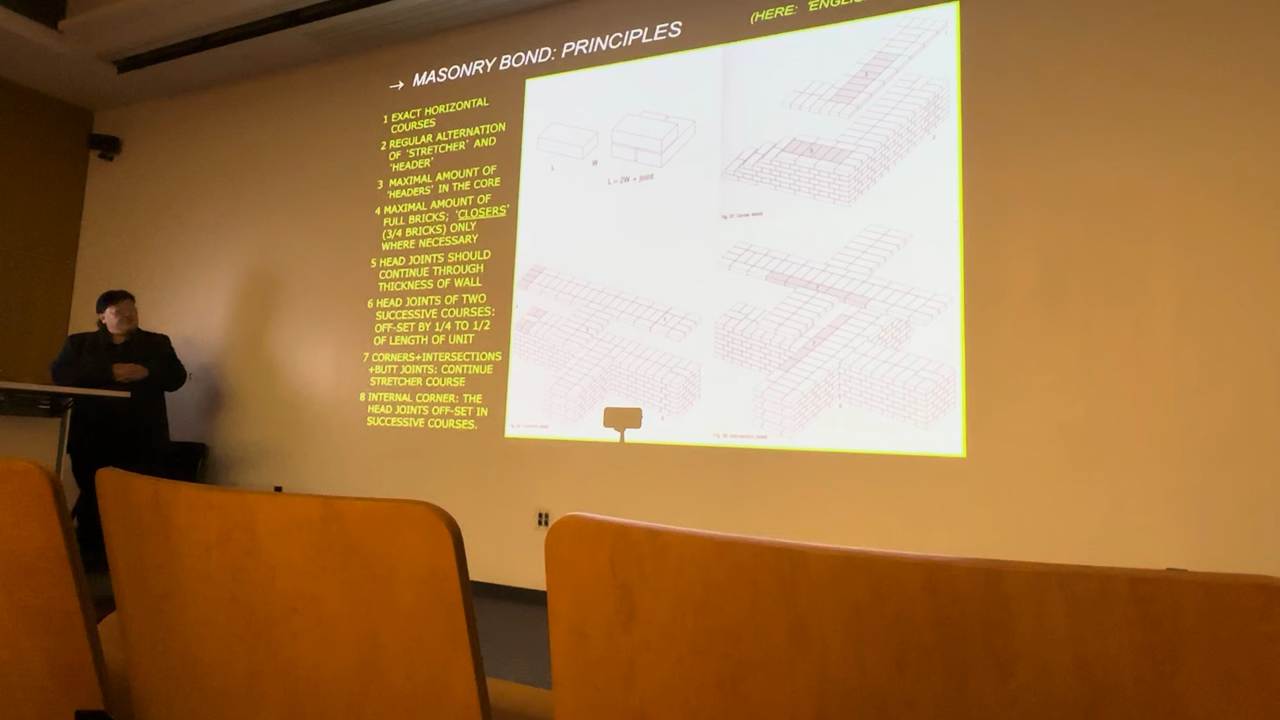 → MASONRY BOND: PRINCIPLES
(HERE: 'ENGLIS
1 EXACT HORIZONTAL
COURSES
2 REGULAR ALTERNATION
OF 'STRETCHER' AND
'HEADER'
3 MAXIMAL AMOUNT OF
'HEADERS' IN THE CORE
4 MAXIMAL AMOUNT OF
FULL BRICKS; 'CLOSERS'
(3/4 BRICKS) ONLY
WHERE NECESSARY
5 HEAD JOINTS SHOULD
CONTINUE THROUGH
THICKNESS OF WALL
6 HEAD JOINTS OF TWO
SUCCESSIVE COURSES:
OFF-SET BY 1/4 TO 1/2
OF LENGTH OF UNIT
7 CORNERS+INTERSECTIONS
+BUTT JOINTS: CONTINUE
STRETCHER COURSE
8 INTERNAL CORNER: THE
HEAD JOINTS OFF-SET IN
SUCCESSIVE COURSES.
L
W
L = 2W + joint